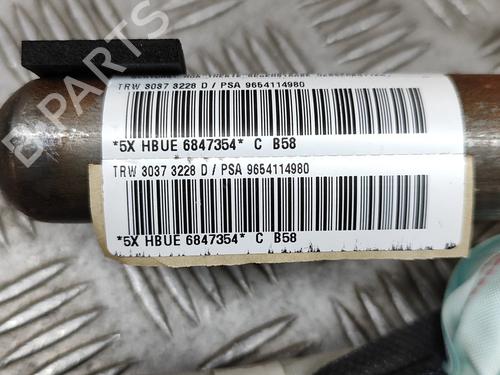 TRW 3037 3228 D / PSA 9654114980
*5X HBUE 6847354* C B58
TRW 3037 3228 D / PSA 9654114980
*5X HBUE 6847354* C B58
B-PARTS